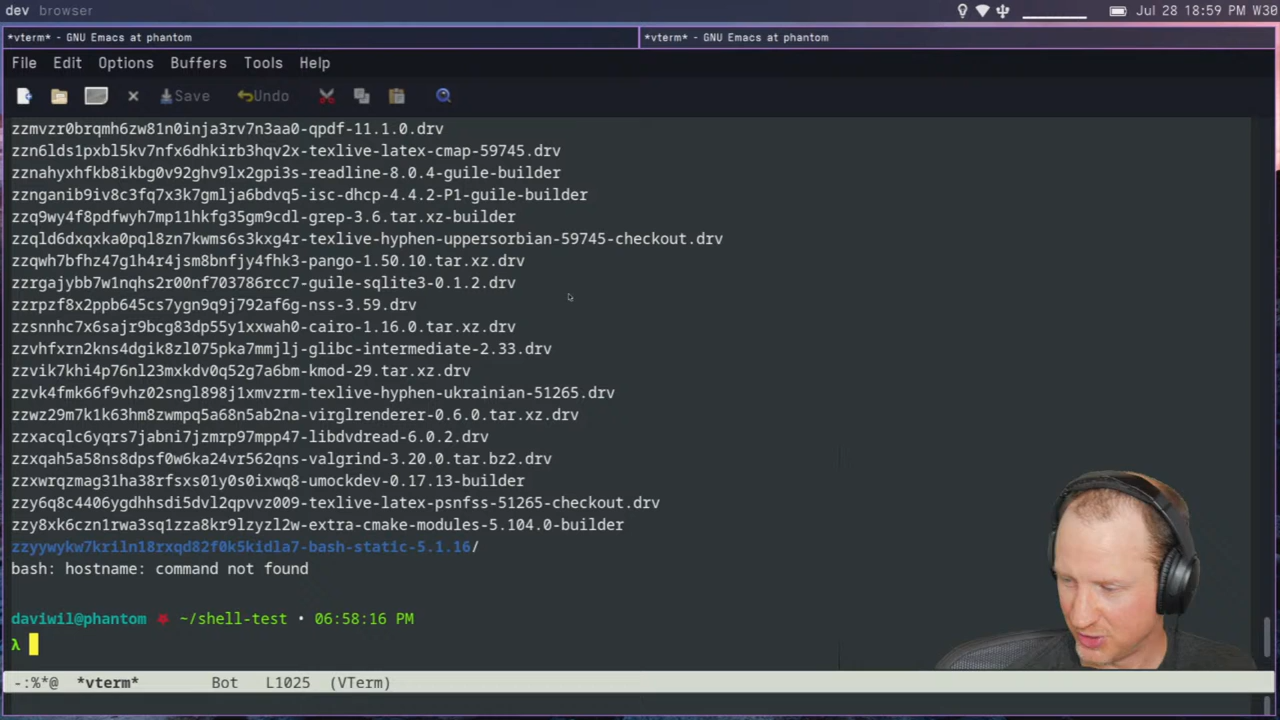 dev browser
Jul 28 18:59 PM W30
*vterm* - GNU Emacs at phantom
*vterm* - GNU Emacs at phantom
File Edit Options Buffers Tools Help
Save Undo
zzmvzr0brqmh6zw81n0inja3rv7n3aa0-qpdf-11.1.0.drv
zzn6lds1pxbl5kv7nfx6dhkirb3hqv2x-texlive-latex-cmap-59745.drv
zznahyxhfkb8ikbg0v92ghv9lx2gpi3s-readline-8.0.4-guile-builder
zznganib9iv8c3fq7x3k7gmlja6bdvq5-isc-dhcp-4.4.2-P1-guile-builder
zzq9wy4f8pdfwyh7mp11hkfg35gm9cdl-grep-3.6.tar.xz-builder
zzqld6dxqxka0pql8zn7kwms6s3kxg4r-texlive-hyphen-uppersorbian-59745-checkout.drv
zzqwh7bfhz47g1h4r4jsm8bnfjy4fhk3-pango-1.50.10.tar.xz.drv
zzrgajybb7w1nqhs2r00nf703786rcc7-guile-sqlite3-0.1.2.drv
zzrpzf8x2ppb645cs7ygn9q9j792af6g-nss-3.59.drv
zzsnnhc7x6sajr9bcg83dp55y1xxwah0-cairo-1.16.0.tar.xz.drv
zzvhfxrn2kns4dgik8zl075pka7mmjlj-glibc-intermediate-2.33.drv
zzvik7khi4p76nl23mxkdv0q52g7a6bm-kmod-29.tar.xz.drv
zzvk4fmk66f9vhz02sngl898j1xmvzrm-texlive-hyphen-ukrainian-51265.drv
zzwz29m7k1k63hm8zwmpq5a68n5ab2na-virglrenderer-0.6.0.tar.xz.drv
zzxacqlc6yqrs7jabni7jzmrp97mpp47-libdvdread-6.0.2.drv
zzxqah5a58ns8dpsf0w6ka24vr562qns-valgrind-3.20.0.tar.bz2.drv
zzxwrqzmag31ha38rfsxs01y0s0ixwq8-umockdev-0.17.13-builder
zzy6q8c4406ygdhhsdi5dvl2qpvvz009-texlive-latex-psnfss-51265-checkout.drv
zzy8xk6czn1rwa3sq1zza8kr9lzyzl2w-extra-cmake-modules-5.104.0-builder
zzyywykw7kriln18rxqd82f0k5kidla7-bash-static-5.1.16/
bash: hostname: command not found
daviwil@phantom ~/shell-test • 06:58:16 PM
λ
-:%*@ *vterm* Bot L1025 (VTerm)